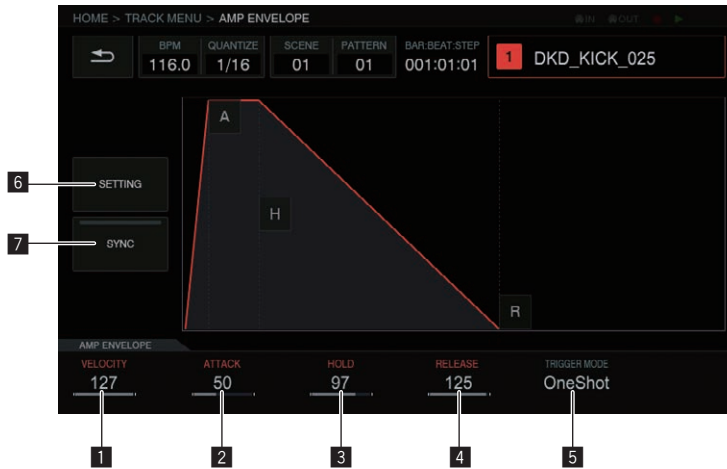 HOME > TRACK MENU > AMP ENVELOPE
IN OUT
BPM QUANTIZE SCENE PATTERN BAR:BEAT:STEP
116.0 1/16 01 01 001:01:01
1 DKD_KICK_025
A
6 SETTING
H
7 SYNC
R
AMP ENVELOPE
VELOCITY ATTACK HOLD RELEASE TRIGGER MODE
127 50 97 125 OneShot
1 2 3 4 5